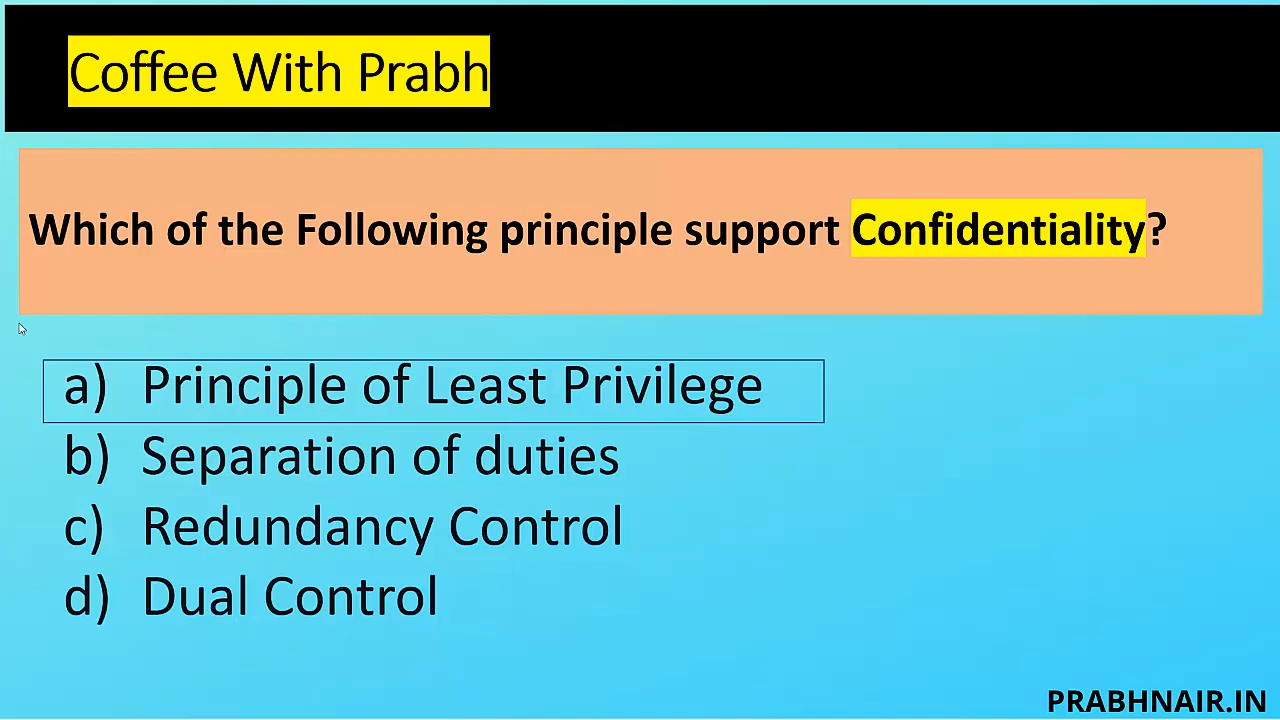 Coffee With Prabh
Which of the Following principle support Confidentiality?
a) Principle of Least Privilege
b) Separation of duties
c) Redundancy Control
d) Dual Control
PRABHNAIR.IN